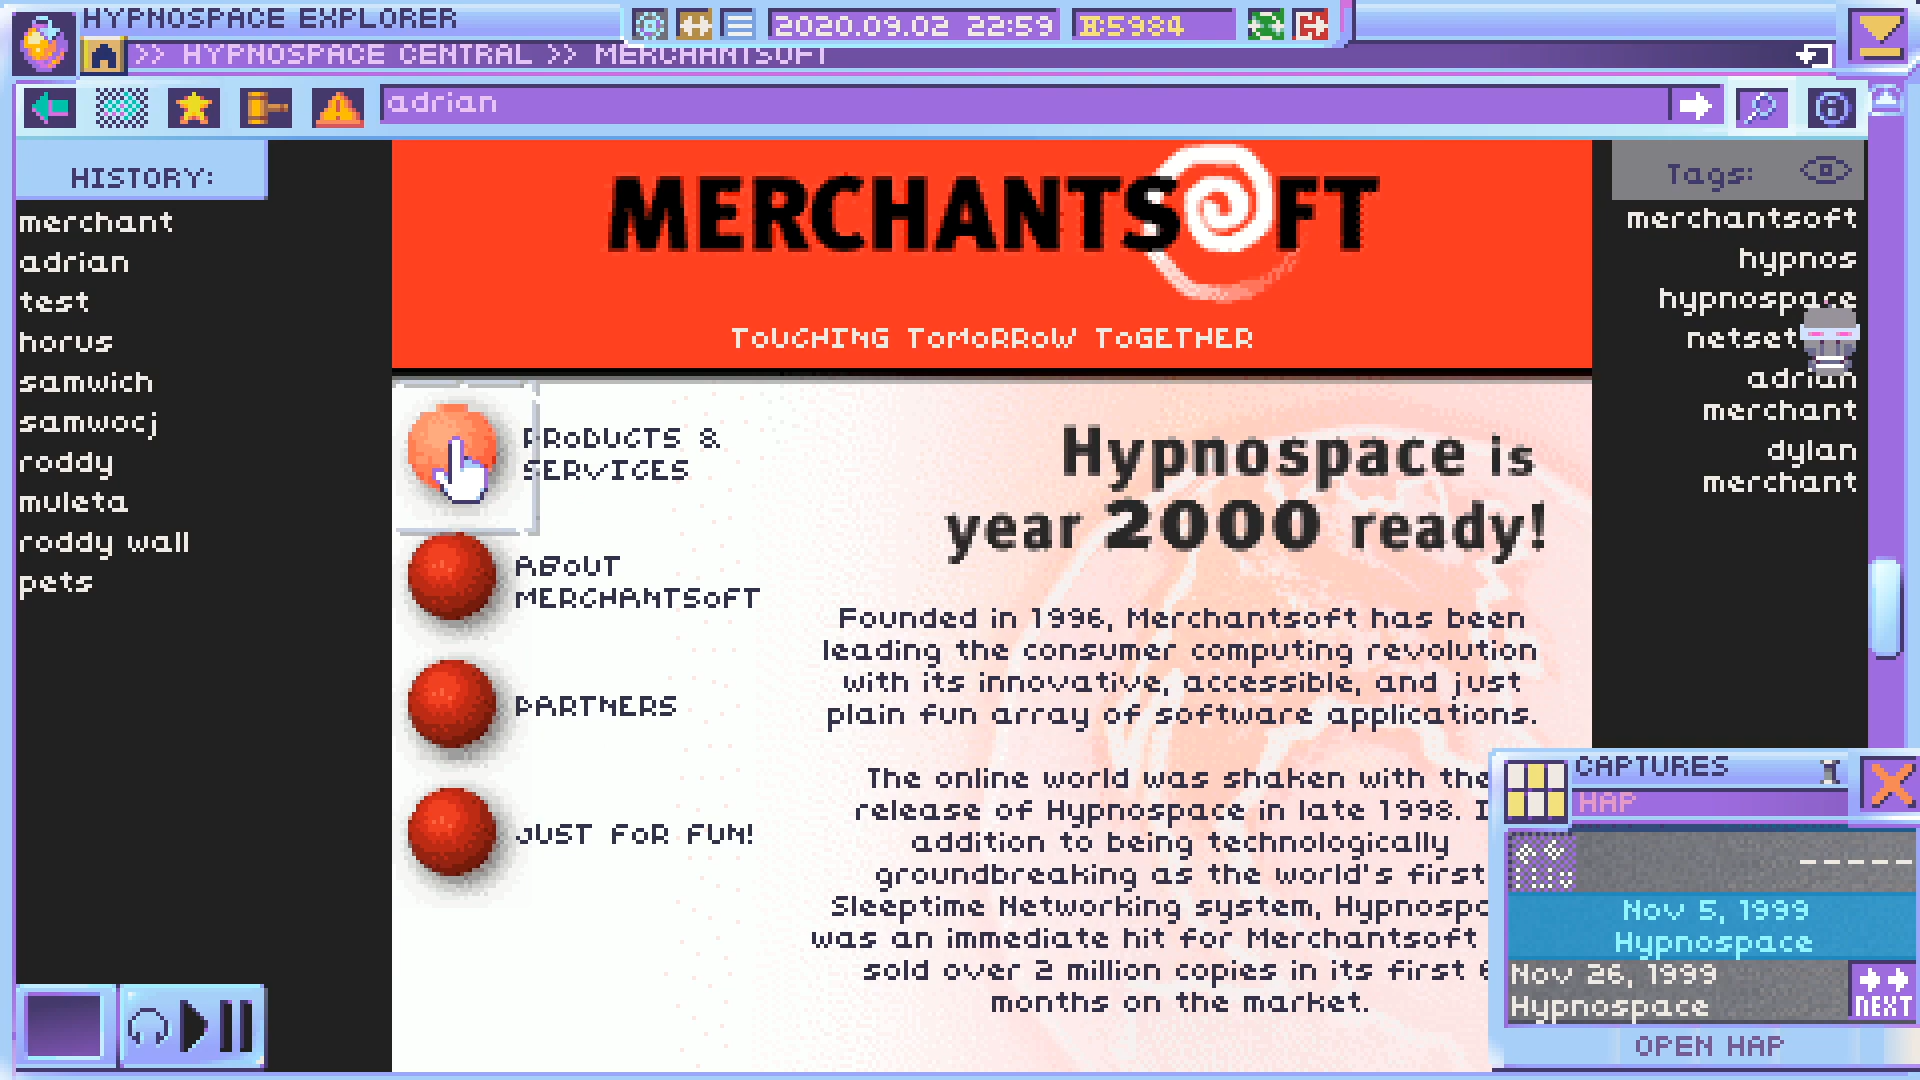 HYPNOSPACE EXPLORER
2020.09.02 22:59
ID5984
>> HYPNOSPACE CENTRAL >> MERCHANTSOFT
adrian
HISTORY:
merchant
adrian
test
horus
samwich
samwocj
roddy
muleta
roddy wall
pets
MERCHANTSOFT
TOUCHING TOMORROW TOGETHER
PRODUCTS &
SERVICES
ABOUT
MERCHANTSOFT
PARTNERS
JUST FOR FUN!
Hypnospace is
year 2000 ready!
Founded in 1996, Merchantsoft has been
leading the consumer computing revolution
with its innovative, accessible, and just
plain fun array of software applications.
The online world was shaken with the
release of Hypnospace in late 1998. I
addition to being technologically
groundbreaking as the world's first
Sleeptime Networking system, Hypnospa
was an immediate hit for Merchantsoft
sold over 2 million copies in its first 6
months on the market.
Tags:
merchantsoft
hypnos
hypnospace
netset
adrian
merchant
dylan
merchant
CAPTURES
HAP
-----
Nov 5, 1999
Hypnospace
Nov 26, 1999
Hypnospace
NEXT
OPEN HAP